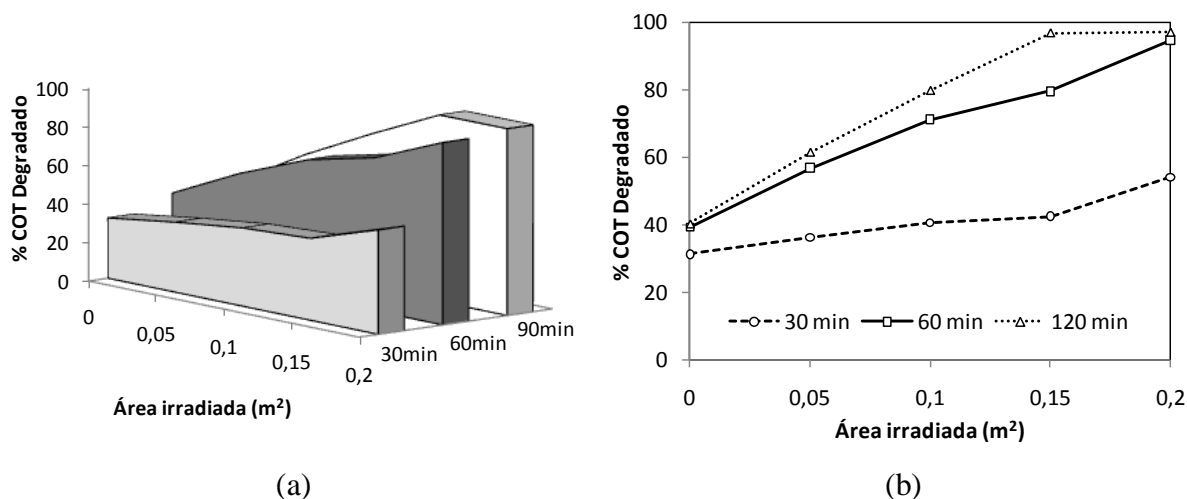 % COT Degradado
100
80
60
40
20
0
0
0,05
0,1
0,15
0,2
30min
60min
90min
Área irradiada (m²)
(a)
% COT Degradado
100
80
60
40
20
0
30 min
60 min
120 min
0
0,05
0,1
0,15
0,2
Área irradiada (m²)
(b)